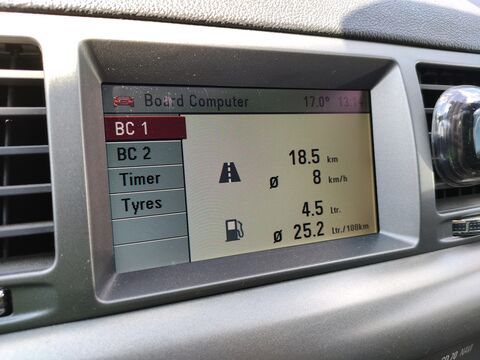 Board Computer 17.0°
BC 1
BC 2
Timer
Tyres
18.5 km
ø 8 km/h
4.5 Ltr.
ø 25.2 Ltr./100km
NAVI